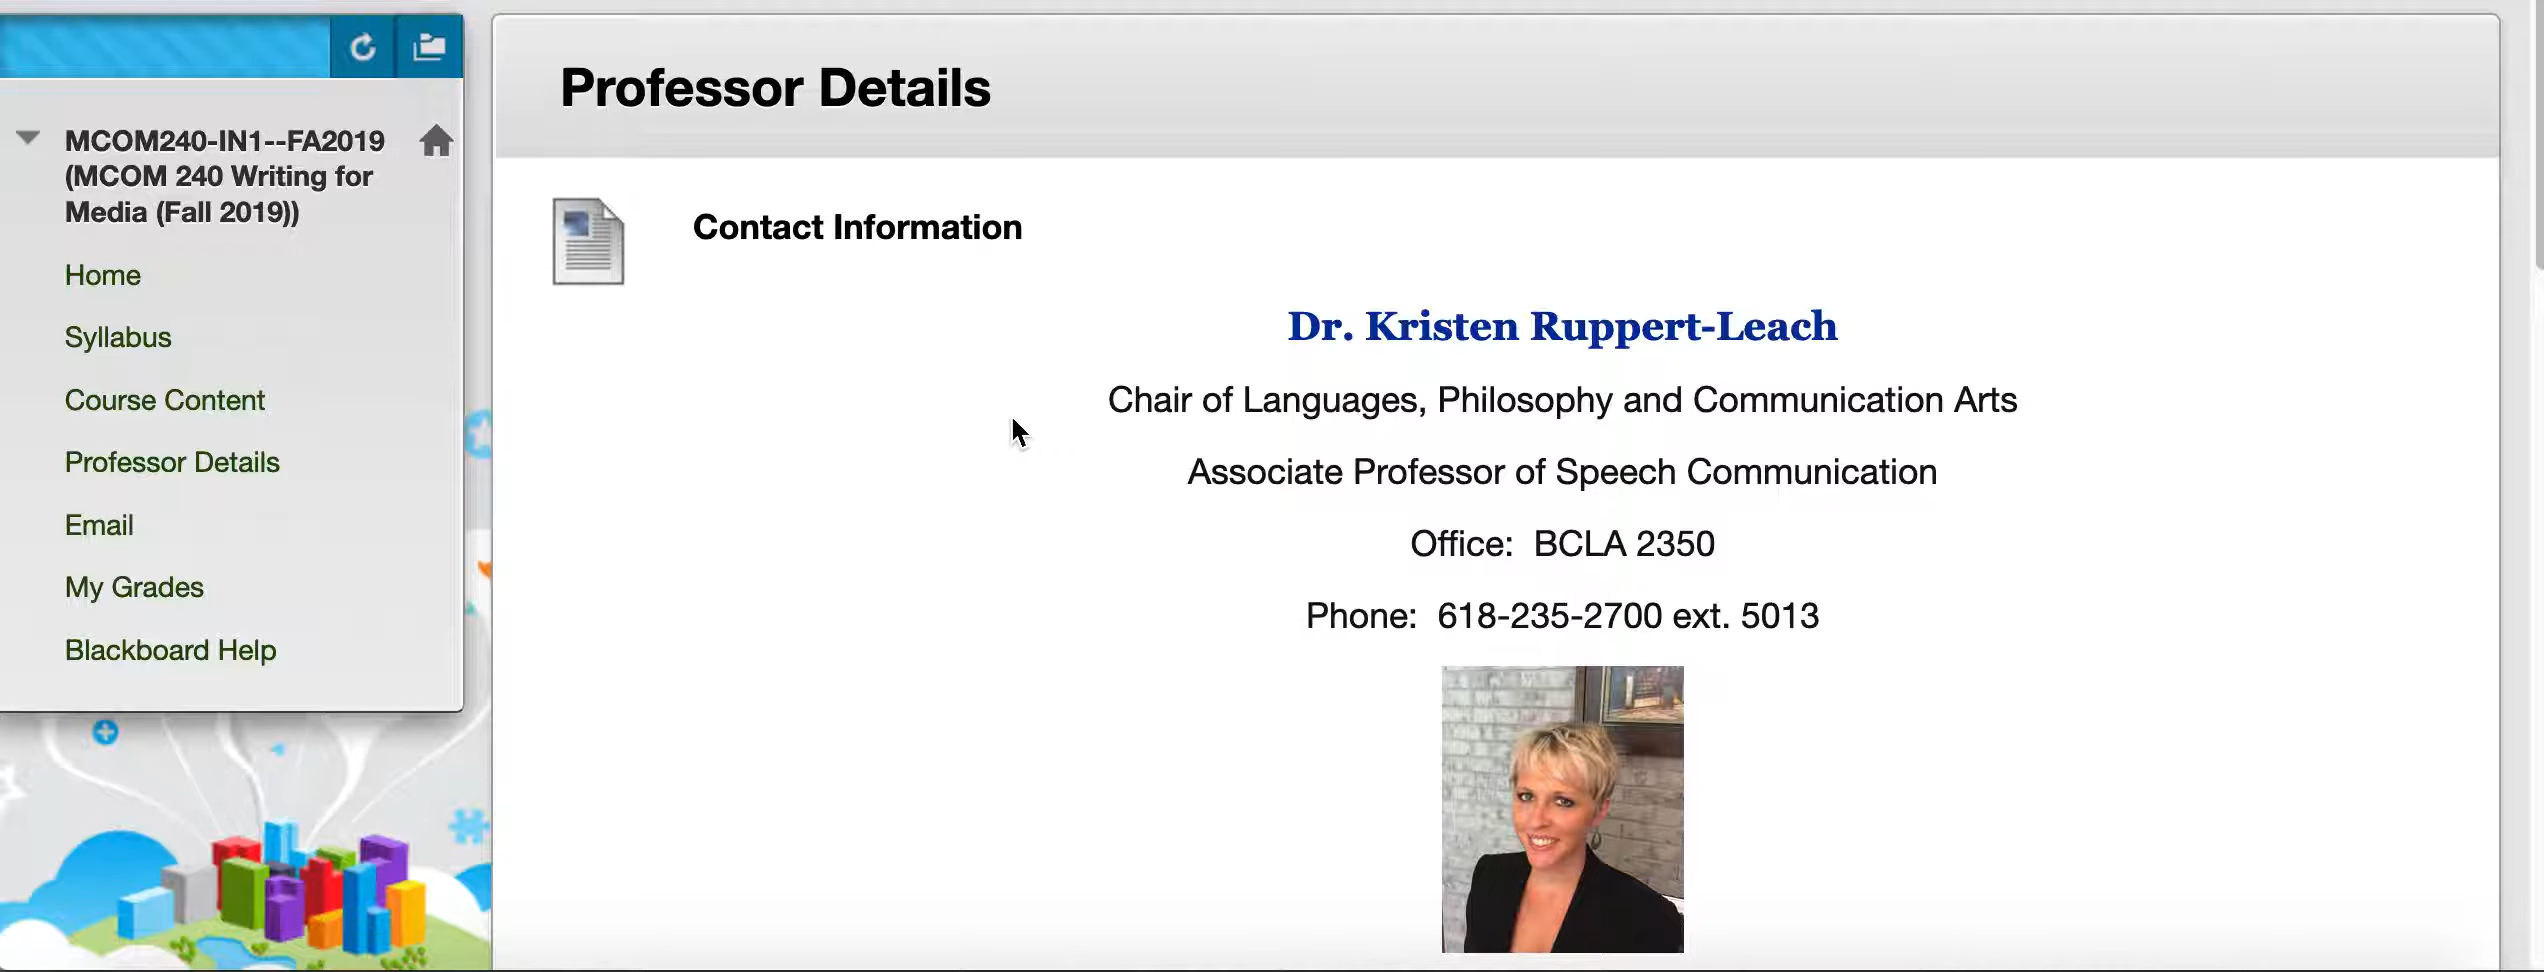 MCOM240-IN1--FA2019
(MCOM 240 Writing for
Media (Fall 2019))
Home
Syllabus
Course Content
Professor Details
Email
My Grades
Blackboard Help
Professor Details
Contact Information
Dr. Kristen Ruppert-Leach
Chair of Languages, Philosophy and Communication Arts
Associate Professor of Speech Communication
Office:  BCLA 2350
Phone:  618-235-2700 ext. 5013